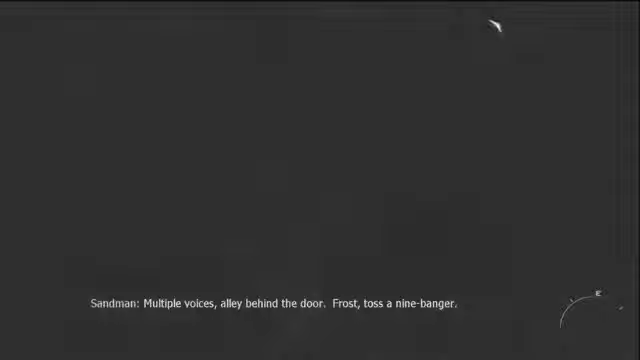 Sandman: Multiple voices, alley behind the door. Frost, toss a nine-banger.
E